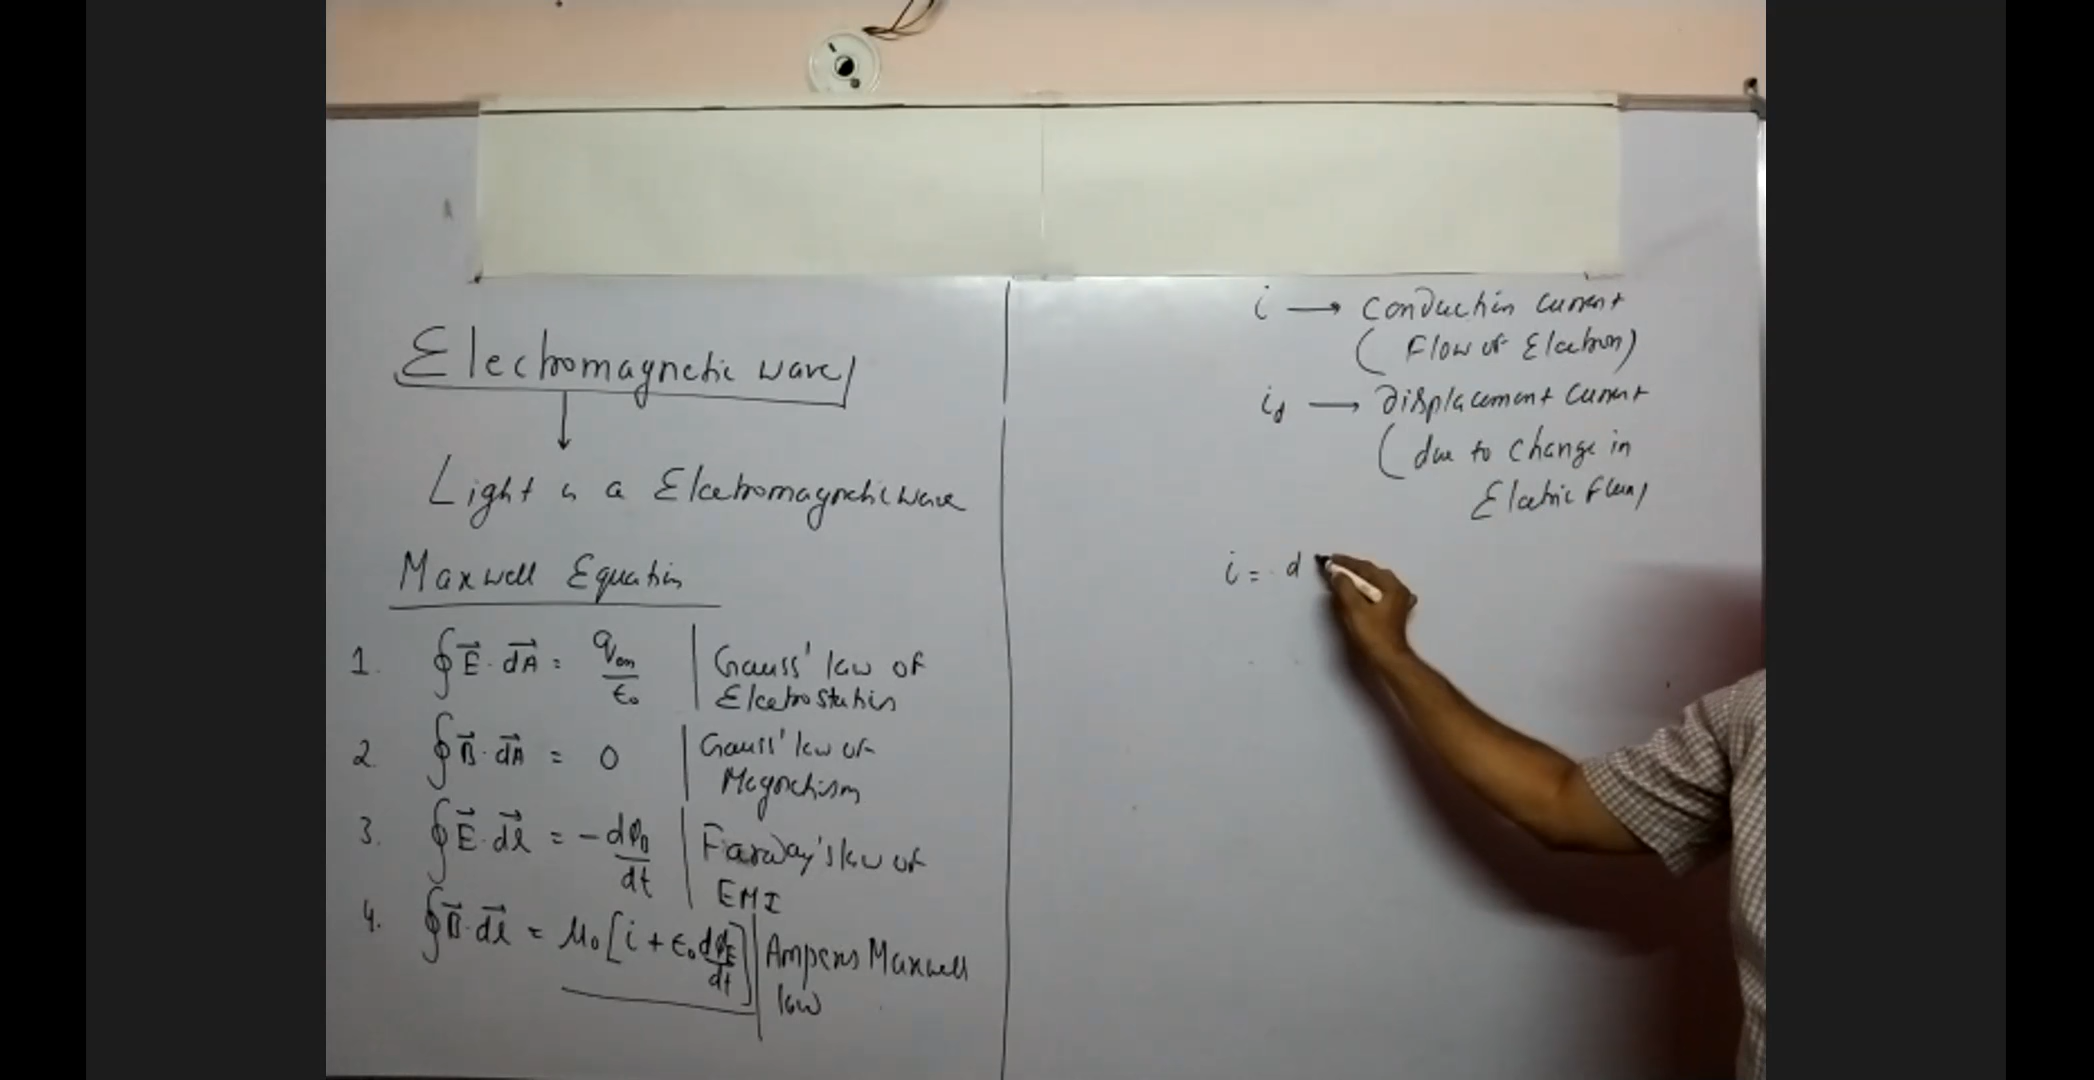 Electromagnetic wave
Light is a Electromagnetic wave
Maxwell Equation
1. ∮E⃗·dA⃗ = q_en/ε₀ | Gauss' law of
Electrostatics
2. ∮B⃗·dA⃗ = 0 | Gauss' law of
Magnetism
3. ∮E⃗·dl⃗ = -dφ_B/dt | Faraday's law of
EMI
4. ∮B⃗·dl⃗ = μ₀[i + ε₀ dφ_E/dt] | Amperes Maxwell
law
i → Conduction Current
( Flow of Electron)
i_d → Displacement Current
(due to change in
Electric flux)
i = d